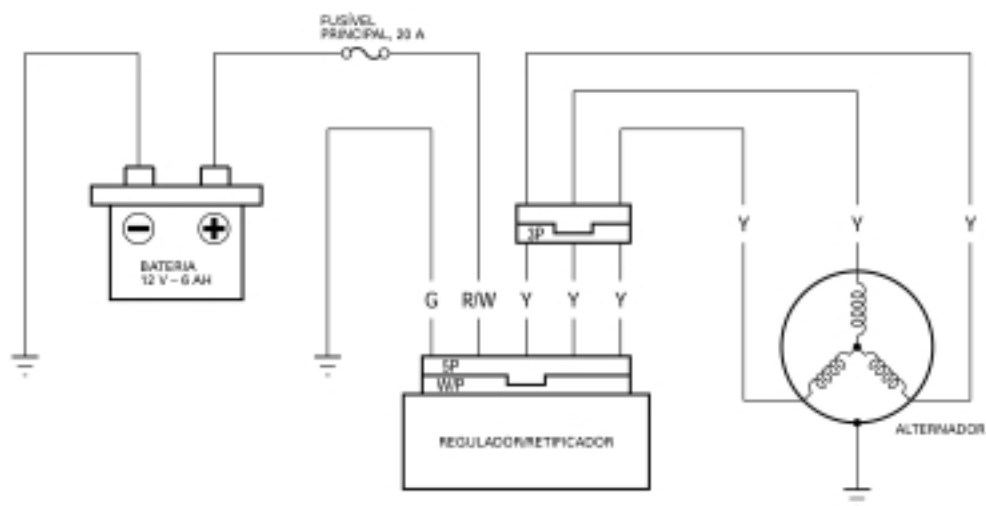 FUSÍVEL
PRINCIPAL, 20 A
BATERIA
12 V – 6 AH
3P
Y Y Y
G R/W Y Y Y
5P
W/P
REGULADOR/RETIFICADOR
ALTERNADOR